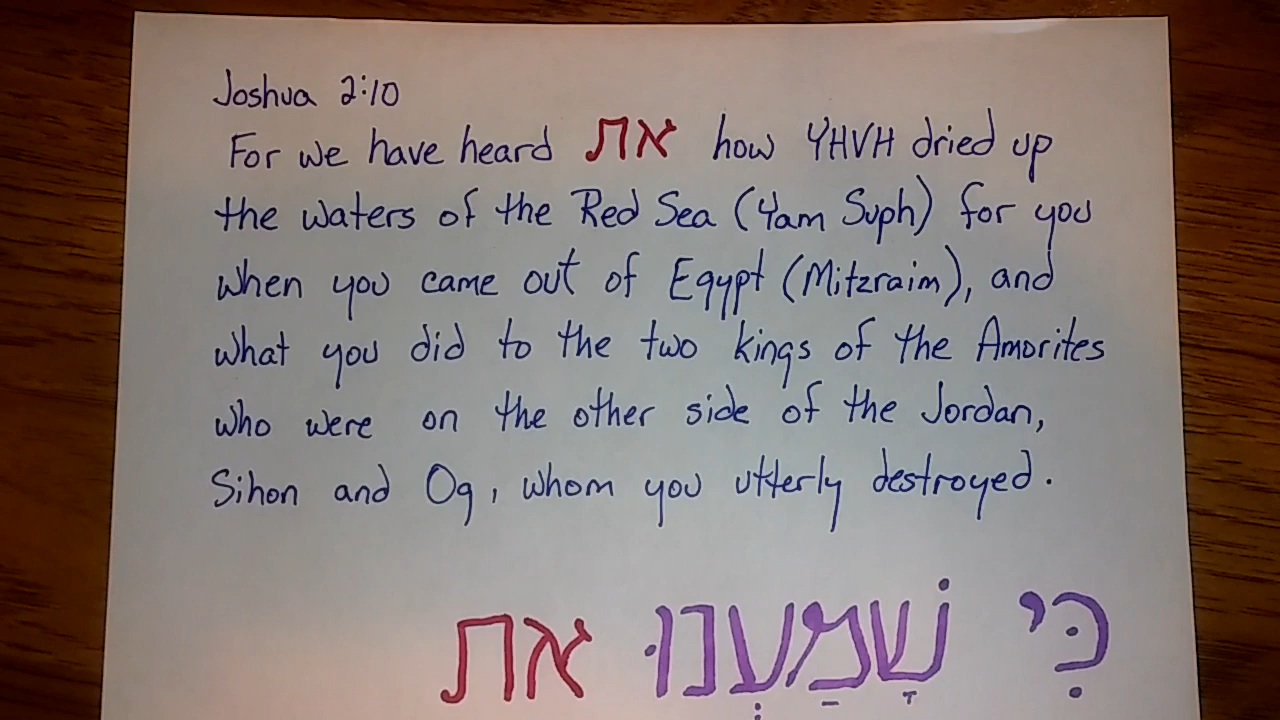 Joshua 2:10
For we have heard את how YHVH dried up
the waters of the Red Sea (Yam Suph) for you
when you came out of Egypt (Mitzraim), and
what you did to the two kings of the Amorites
who were on the other side of the Jordan,
Sihon and Og, whom you utterly destroyed.
כִּי שָׁמַעְנוּ את